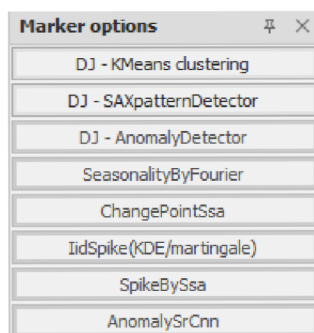 Marker options
DJ - KMeans clustering
DJ - SAXpatternDetector
DJ - AnomalyDetector
SeasonalityByFourier
ChangePointSsa
IidSpike(KDE/martingale)
SpikeBySsa
AnomalySrCnn